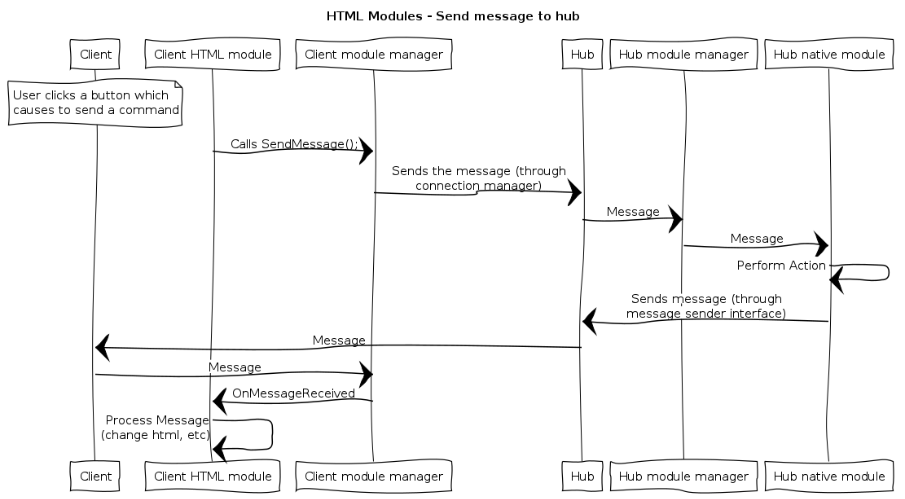 HTML Modules - Send message to hub
Client
Client HTML module
Client module manager
Hub
Hub module manager
Hub native module
User clicks a button which
causes to send a command
Calls SendMessage();
Sends the message (through
connection manager)
Message
Message
Perform Action
Sends message (through
message sender interface)
Message
Message
OnMessageReceived
Process Message
(change html, etc)
Client
Client HTML module
Client module manager
Hub
Hub module manager
Hub native module